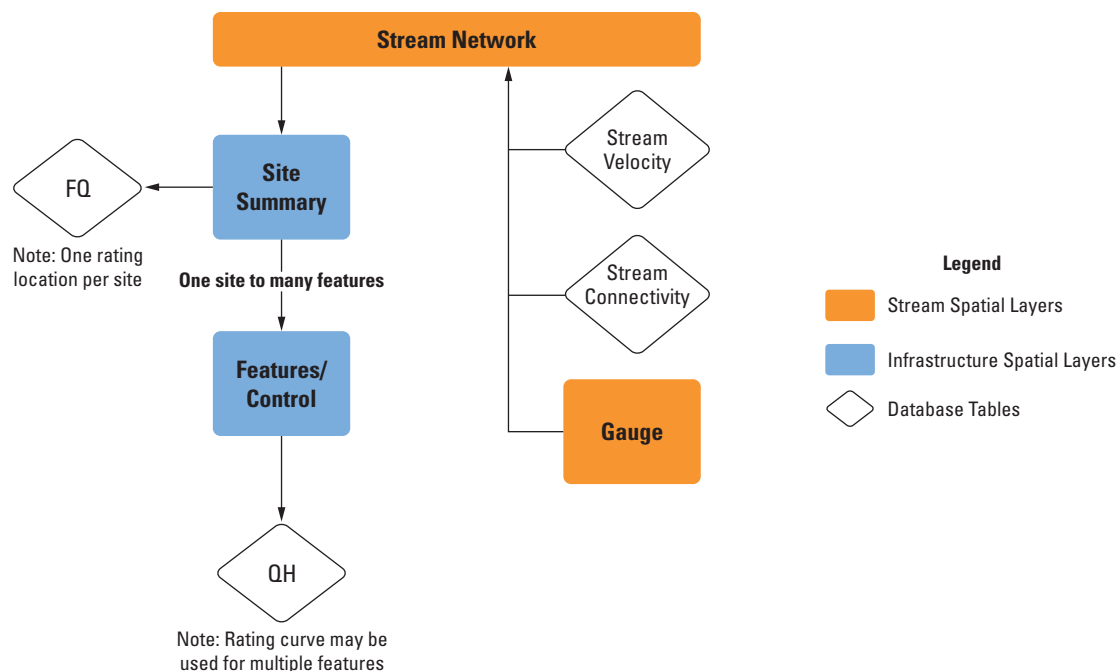 Stream Network
Stream
Velocity
FQ
Site
Summary
Note: One rating
location per site
One site to many features
Stream
Connectivity
Features/
Control
Gauge
QH
Note: Rating curve may be
used for multiple features
Legend
Stream Spatial Layers
Infrastructure Spatial Layers
Database Tables